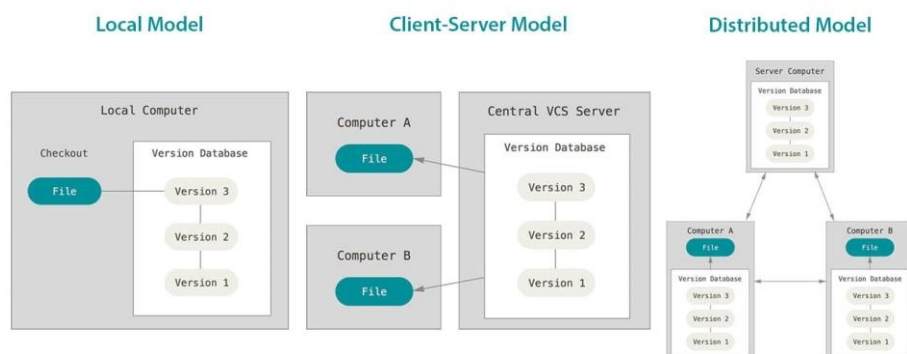 Local Model
Local Computer
Checkout
File
Version Database
Version 3
Version 2
Version 1
Client-Server Model
Computer A
File
Computer B
File
Central VCS Server
Version Database
Version 3
Version 2
Version 1
Distributed Model
Server Computer
Version Database
Version 3
Version 2
Version 1
Computer A
File
Version Database
Version 3
Version 2
Version 1
Computer B
File
Version Database
Version 3
Version 2
Version 1